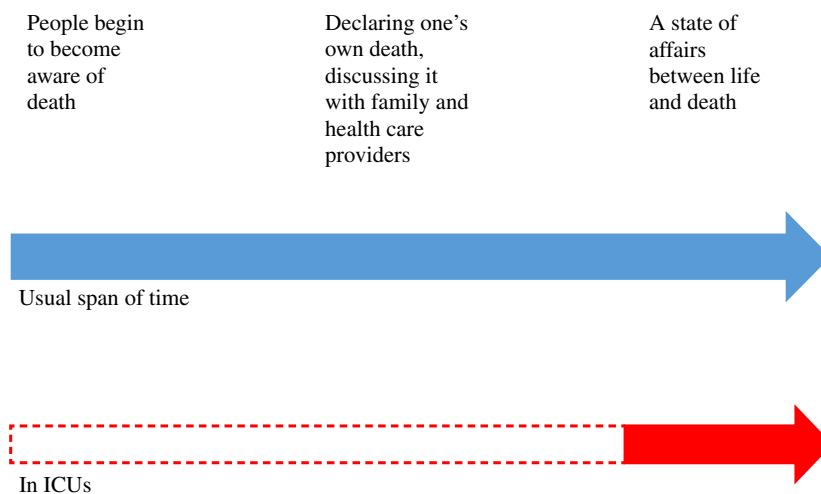 People begin
to become
aware of
death
Declaring one’s
own death,
discussing it
with family and
health care
providers
A state of
affairs
between life
and death
Usual span of time
In ICUs